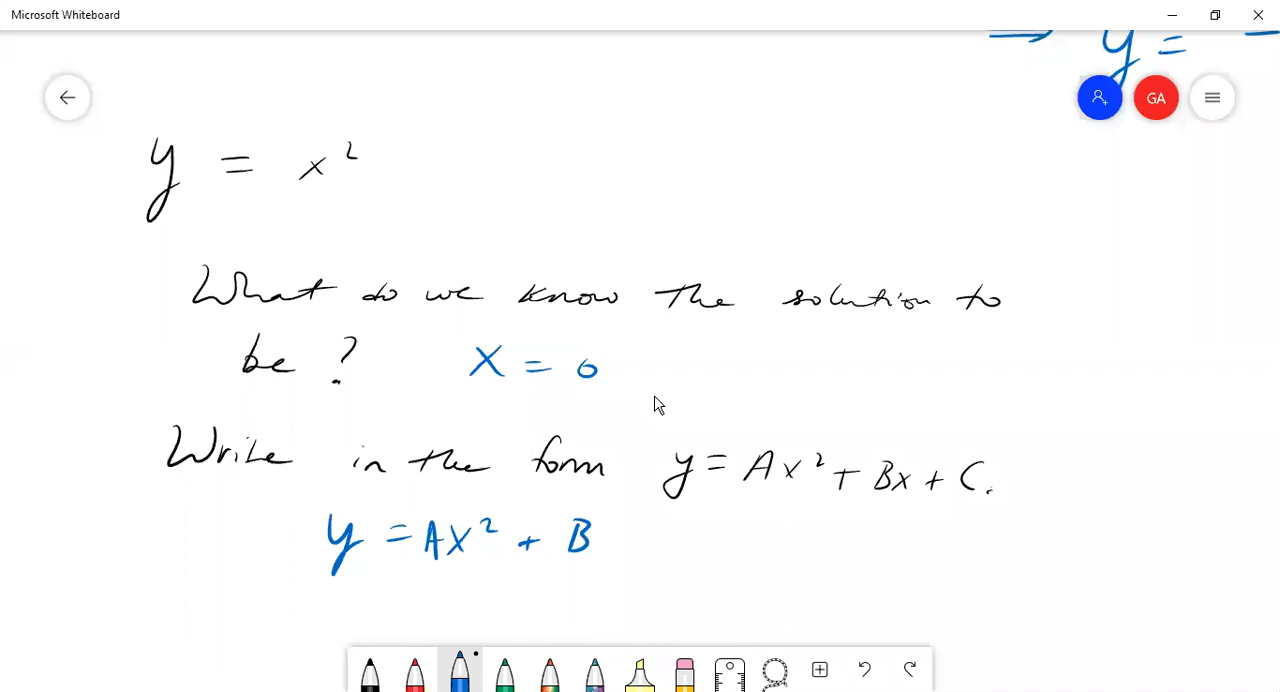 Microsoft Whiteboard
⇒ y = -
GA
y = x²
What do we know the solution to
be ? X = 0
Write in the form y = Ax² + Bx + C.
y = Ax² + B